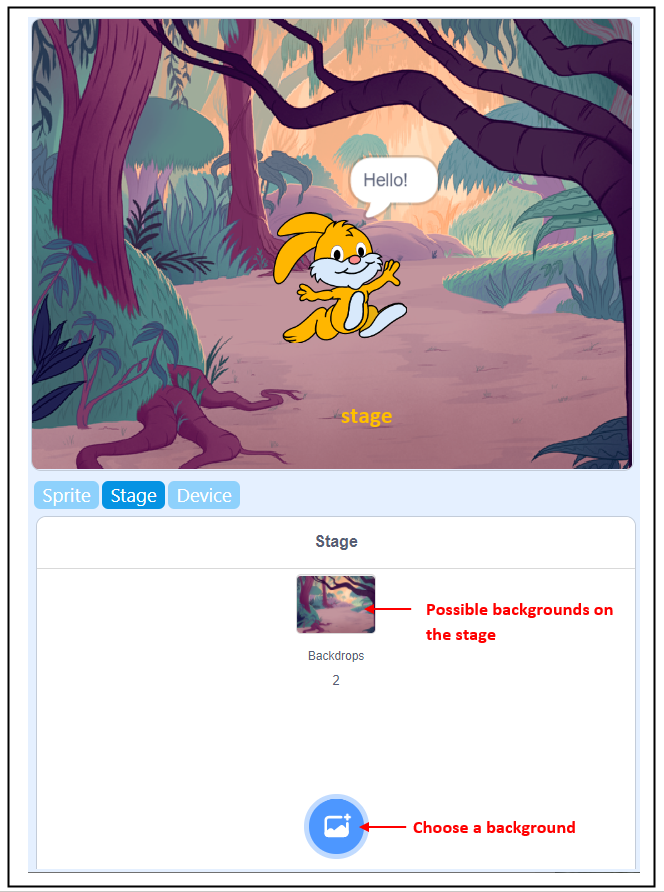 Hello!
stage
Sprite Stage Device
Stage
Possible backgrounds on
the stage
Backdrops
2
Choose a background